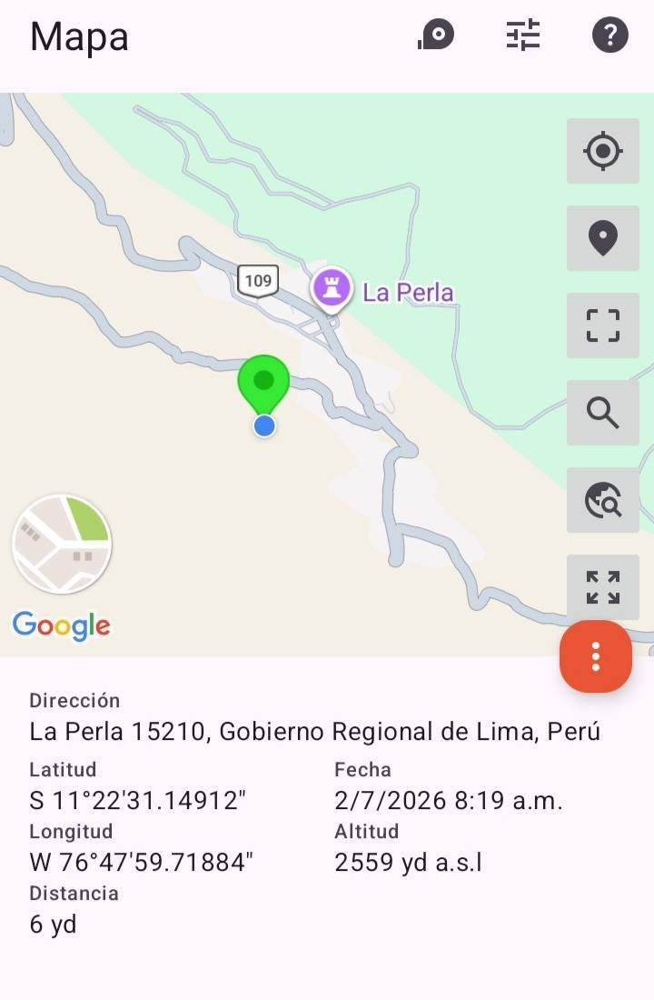 Mapa
?
109
La Perla
Google
Dirección
La Perla 15210, Gobierno Regional de Lima, Perú
Latitud
S 11°22'31.14912"
Fecha
2/7/2026 8:19 a.m.
Longitud
W 76°47'59.71884"
Altitud
2559 yd a.s.l
Distancia
6 yd